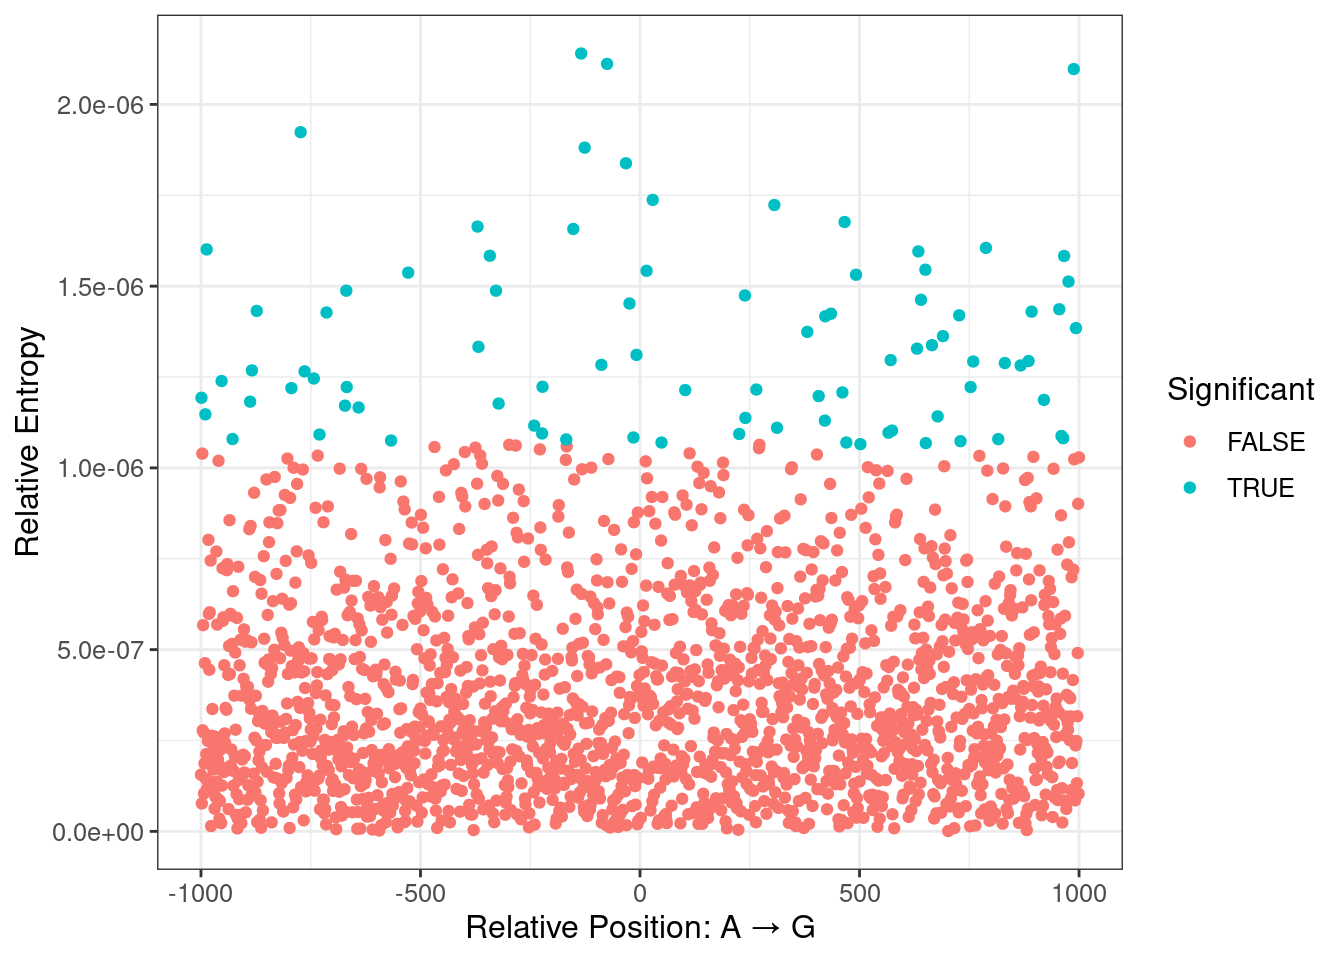 2.0e-06
1.5e-06
1.0e-06
5.0e-07
0.0e+00
Relative Entropy
-1000 -500 0 500 1000
Relative Position: A → G
Significant
FALSE
TRUE